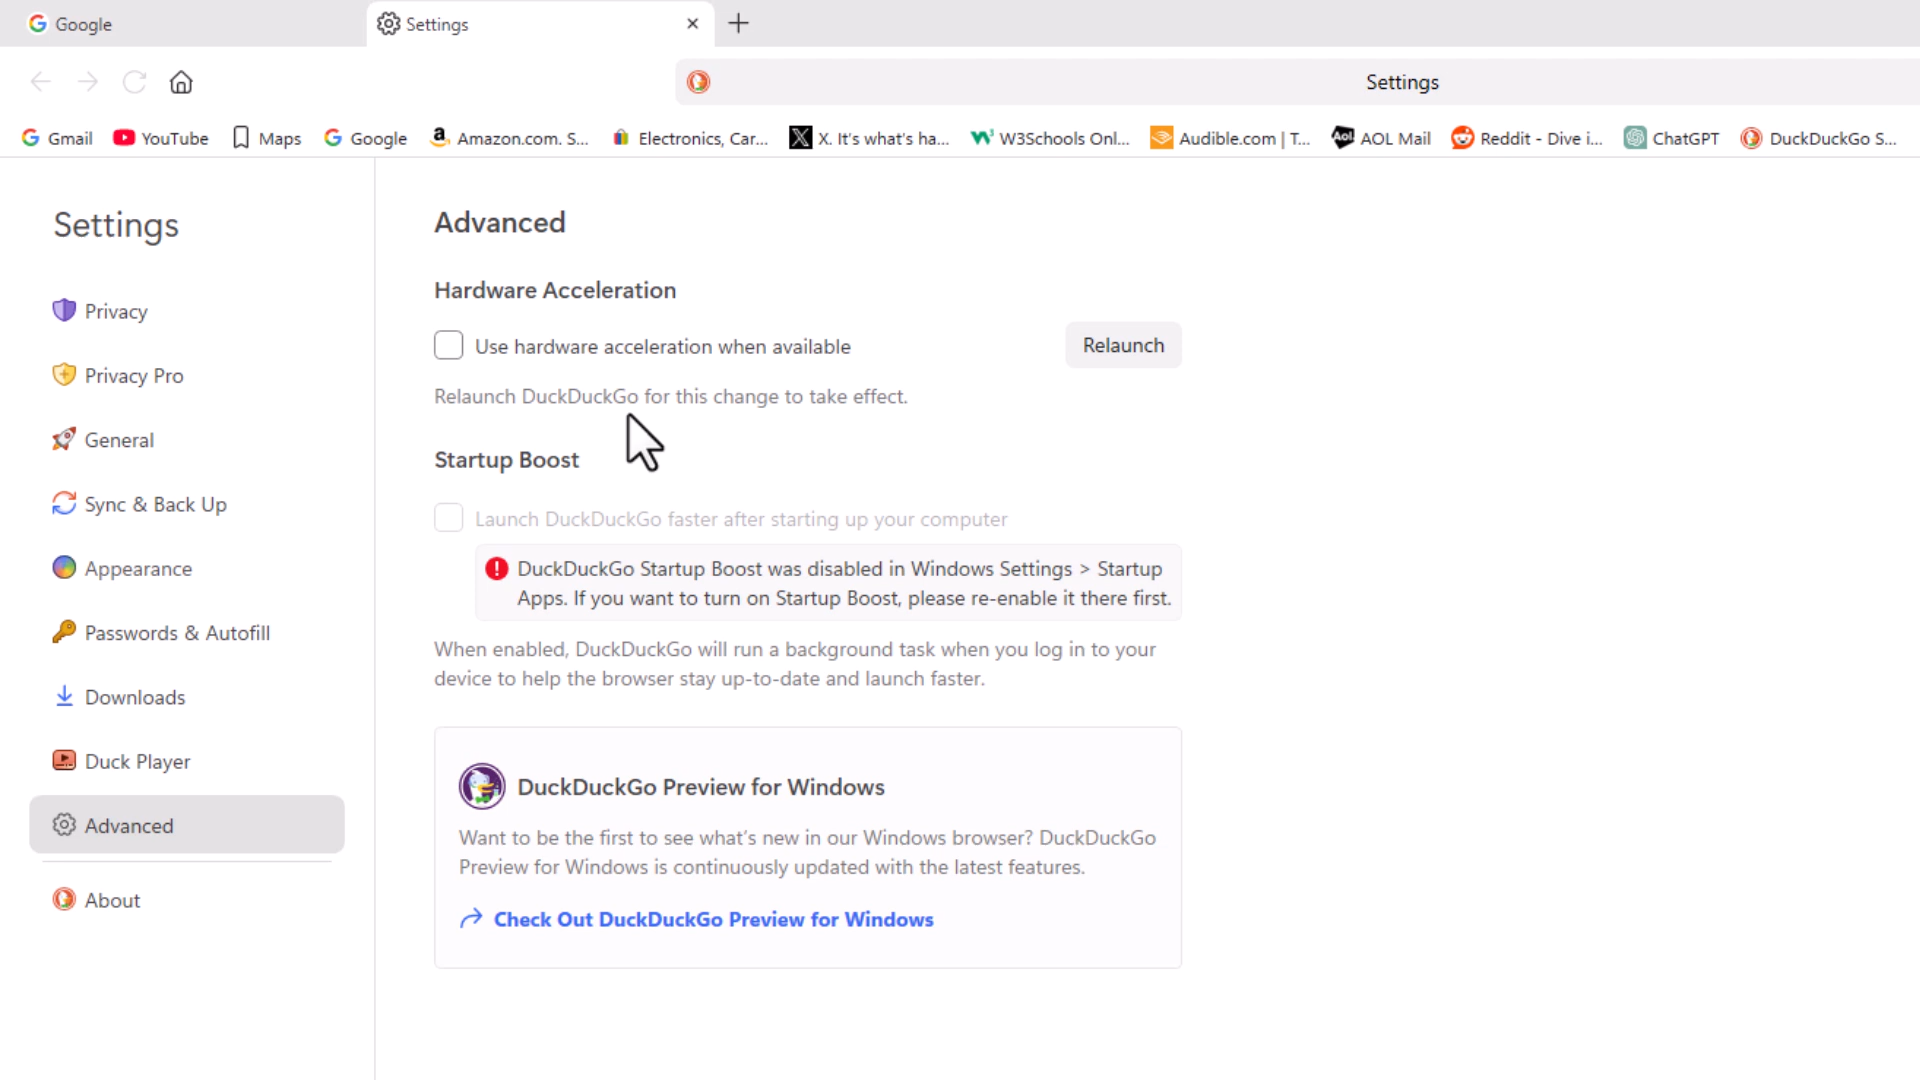 Google
Settings
Settings
Gmail
YouTube
Maps
Google
Amazon.com. S...
Electronics, Car...
X. It's what's ha...
W3Schools Onl...
Audible.com | T...
AOL Mail
Reddit - Dive i...
ChatGPT
DuckDuckGo S...
Settings
Privacy
Privacy Pro
General
Sync & Back Up
Appearance
Passwords & Autofill
Downloads
Duck Player
Advanced
About
Advanced
Hardware Acceleration
Use hardware acceleration when available
Relaunch
Relaunch DuckDuckGo for this change to take effect.
Startup Boost
Launch DuckDuckGo faster after starting up your computer
DuckDuckGo Startup Boost was disabled in Windows Settings > Startup
Apps. If you want to turn on Startup Boost, please re-enable it there first.
When enabled, DuckDuckGo will run a background task when you log in to your
device to help the browser stay up-to-date and launch faster.
DuckDuckGo Preview for Windows
Want to be the first to see what's new in our Windows browser? DuckDuckGo
Preview for Windows is continuously updated with the latest features.
Check Out DuckDuckGo Preview for Windows